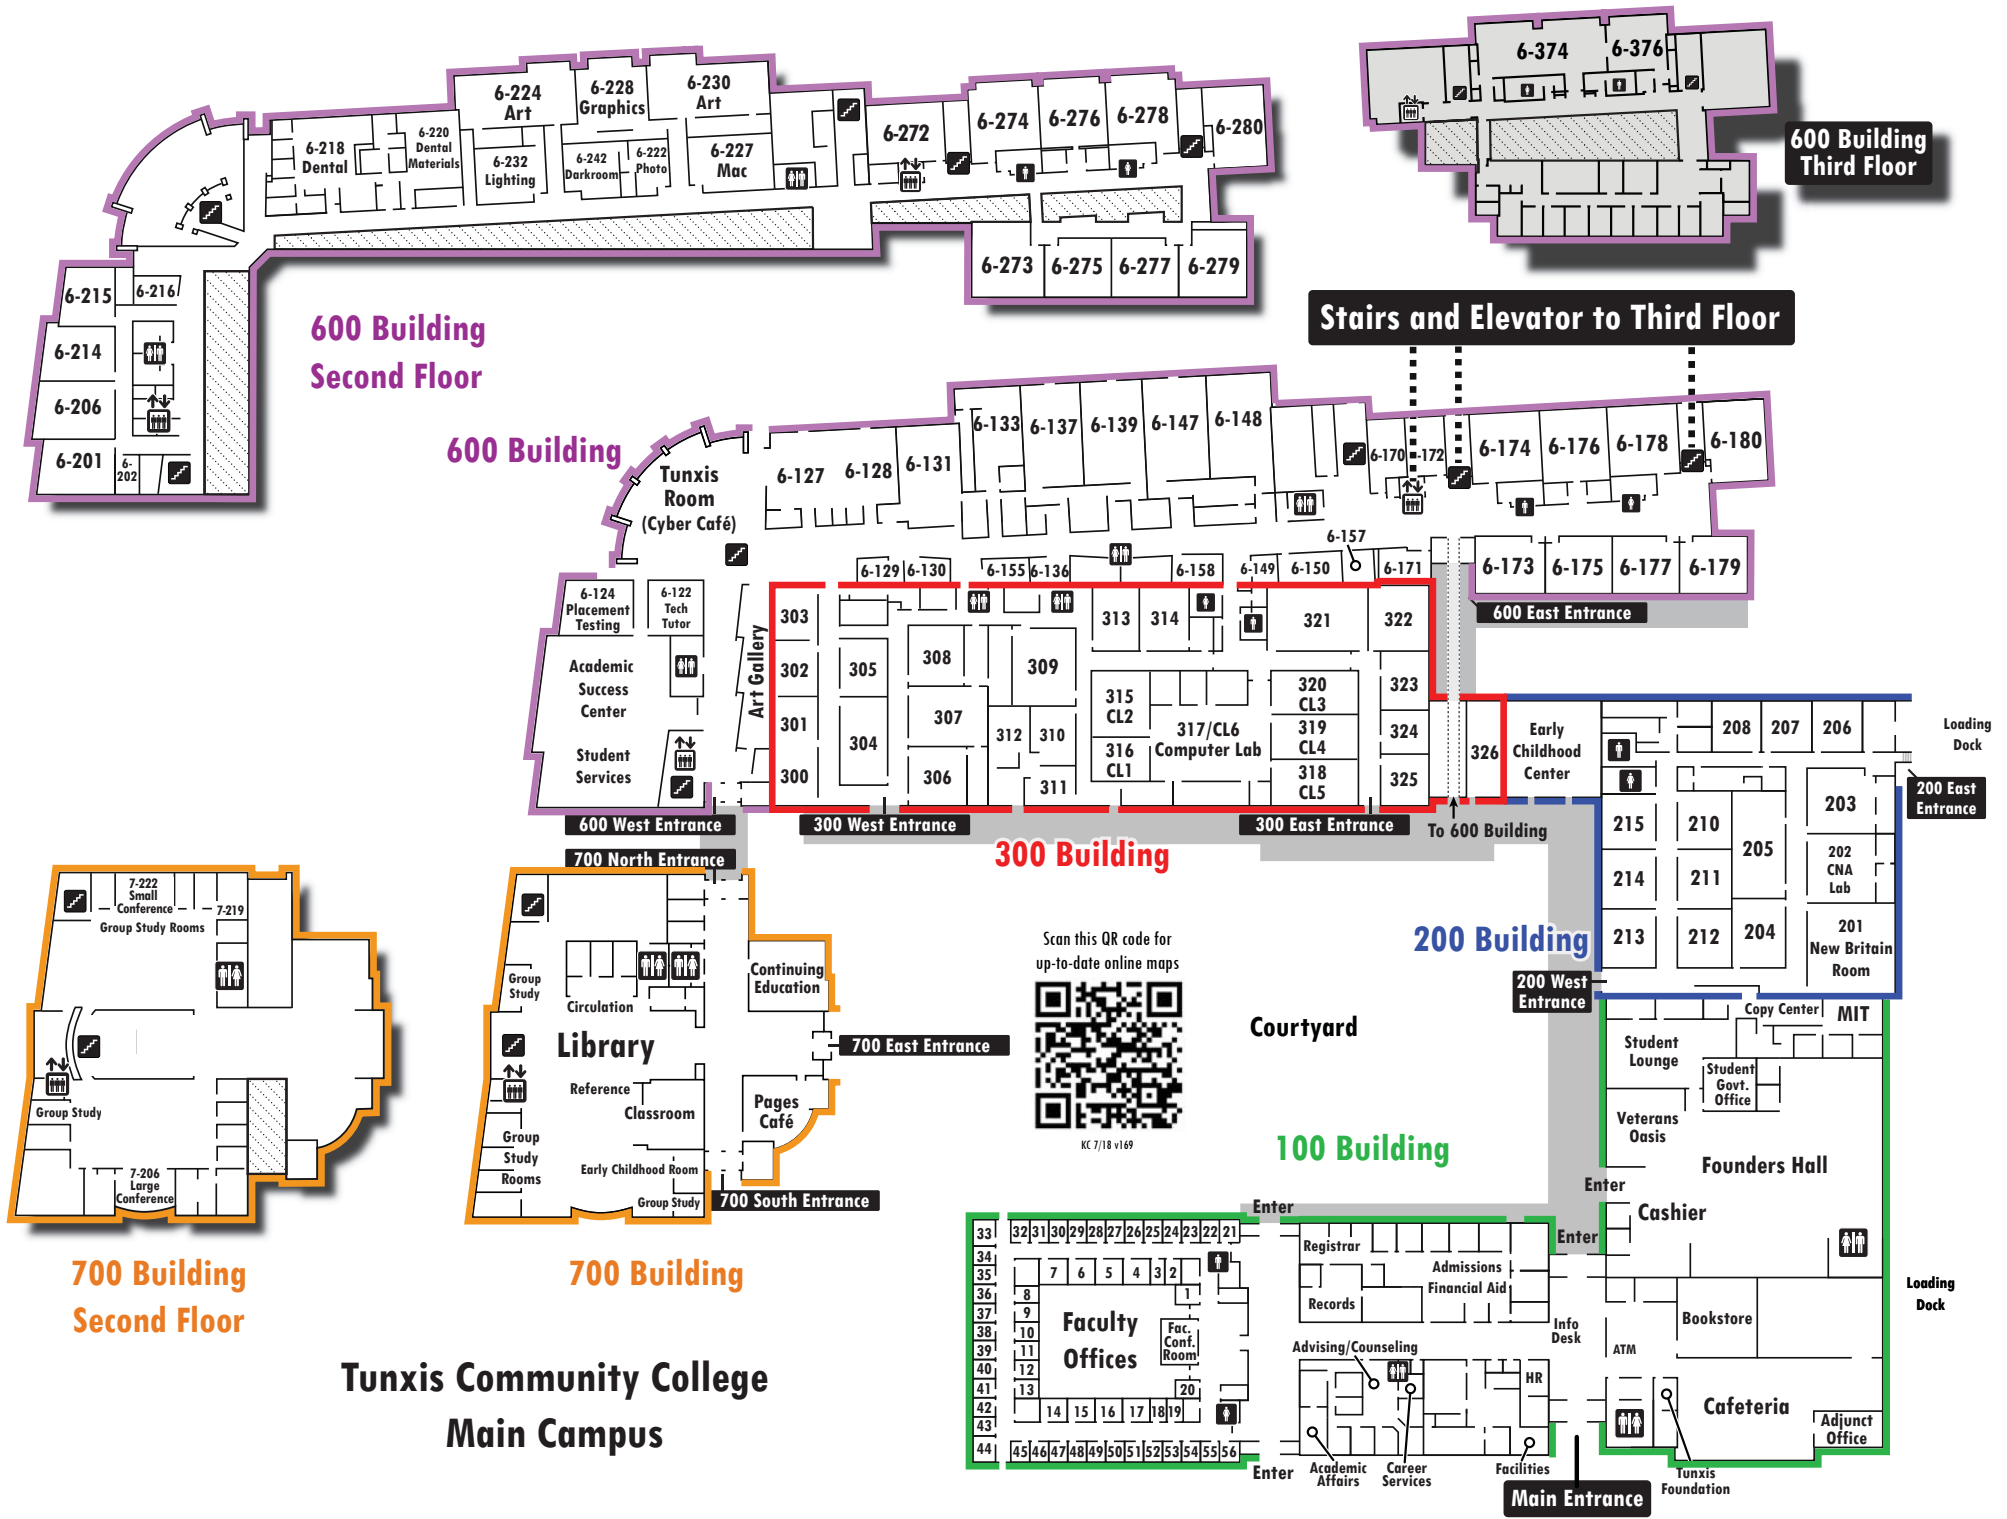 6-224
Art
6-228
Graphics
6-230
Art
6-218
Dental
6-220
Dental
Materials
6-232
Lighting
6-242
Darkroom
6-222
Photo
6-227
Mac
6-272
6-274
6-276
6-278
6-280
6-273
6-275
6-277
6-279
6-215
6-216
6-214
6-206
6-201
6-
202
600 Building
Second Floor
6-374
6-376
600 Building
Third Floor
Stairs and Elevator to Third Floor
600 Building
Tunxis
Room
(Cyber Café)
6-127
6-128
6-131
6-133
6-137
6-139
6-147
6-148
6-170
6-172
6-174
6-176
6-178
6-180
6-157
6-129
6-130
6-155
6-136
6-158
6-149
6-150
6-171
6-173
6-175
6-177
6-179
600 East Entrance
6-124
Placement
Testing
6-122
Tech
Tutor
Academic
Success
Center
Student
Services
Art Gallery
600 West Entrance
303
302
301
300
305
304
308
307
306
309
312
310
311
313
314
315
CL2
316
CL1
317/CL6
Computer Lab
321
322
320
CL3
319
CL4
318
CL5
323
324
325
326
300 West Entrance
300 East Entrance
To 600 Building
300 Building
Early
Childhood
Center
208
207
206
Loading
Dock
200 East
Entrance
203
215
210
205
202
CNA
Lab
214
211
213
212
204
201
New Britain
Room
200 Building
200 West
Entrance
700 North Entrance
7-222
Small
Conference
7-219
Group Study Rooms
Group Study
7-206
Large
Conference
700 Building
Second Floor
Group
Study
Circulation
Library
Continuing
Education
700 East Entrance
Reference
Classroom
Pages
Café
Group
Study
Rooms
Early Childhood Room
Group Study
700 South Entrance
700 Building
Scan this QR code for
up-to-date online maps
KC 7/18 v169
Courtyard
100 Building
Copy Center
MIT
Student
Lounge
Student
Govt.
Office
Veterans
Oasis
Founders Hall
Enter
Cashier
Enter
Enter
33
32
31
30
29
28
27
26
25
24
23
22
21
34
35
36
37
38
39
40
41
42
43
44
7
6
5
4
3
2
1
8
9
10
11
12
13
Faculty
Offices
Fac.
Conf.
Room
20
14
15
16
17
18
19
45
46
47
48
49
50
51
52
53
54
55
56
Enter
Registrar
Admissions
Financial Aid
Records
Info
Desk
Advising/Counseling
HR
Academic
Affairs
Career
Services
Facilities
Main Entrance
ATM
Bookstore
Loading
Dock
Cafeteria
Adjunct
Office
Tunxis
Foundation
Tunxis Community College
Main Campus